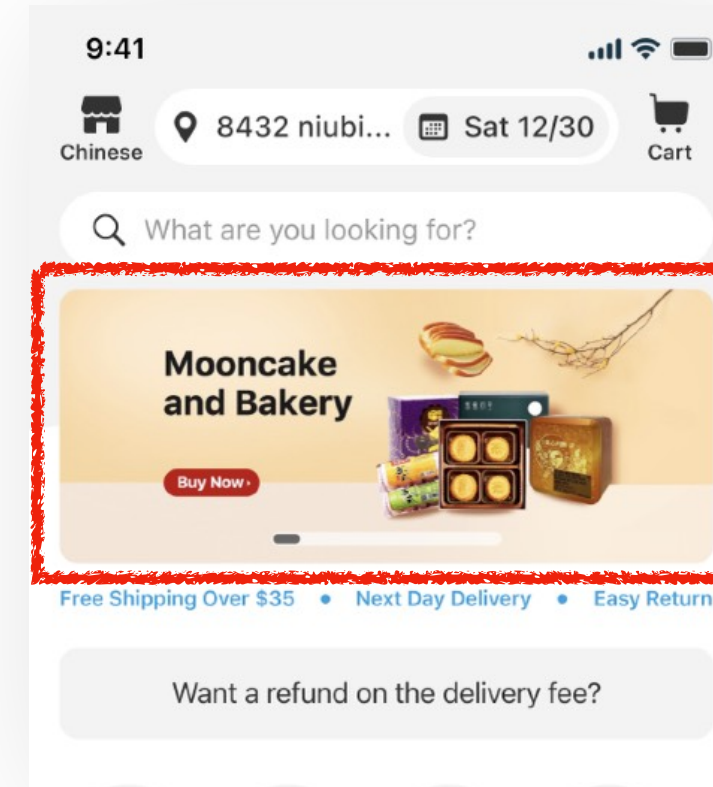 9:41
Chinese
8432 niubi...
Sat 12/30
Cart
What are you looking for?
Mooncake
and Bakery
Buy Now
Free Shipping Over $35 • Next Day Delivery • Easy Return
Want a refund on the delivery fee?